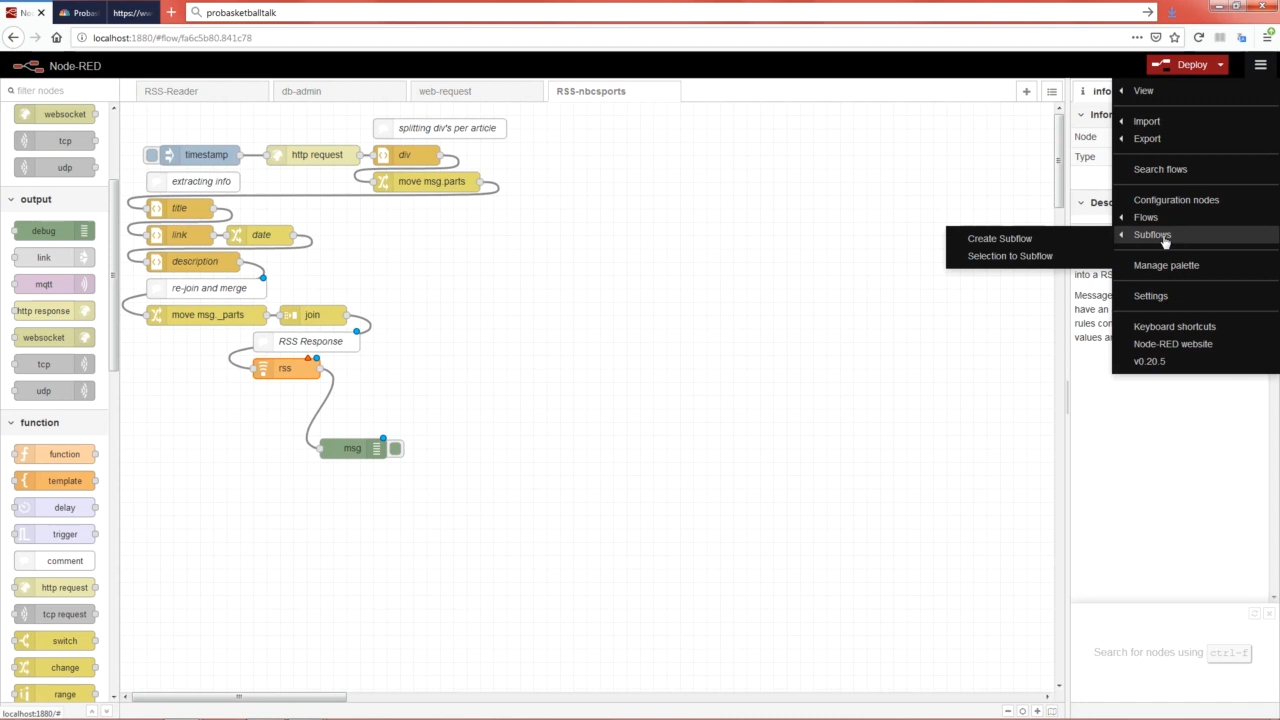 No
Probas
https://ww
probasketballtalk
localhost:1880/#flow/fa6c5b80.841c78
Node-RED
Deploy
filter nodes
RSS-Reader
db-admin
web-request
RSS-nbcsports
info
View
Infor
Node
Type
Import
Export
Search flows
Configuration nodes
Desc
Flows
Subflows
Create Subflow
Selection to Subflow
Manage palette
into a RS
Settings
Message
have an
rules con
values ar
Keyboard shortcuts
Node-RED website
v0.20.5
websocket
tcp
udp
output
debug
link
mqtt
http response
websocket
tcp
udp
function
function
template
delay
trigger
comment
http request
tcp request
switch
change
range
splitting div's per article
timestamp
http request
div
extracting info
move msg.parts
title
link
date
description
re-join and merge
move msg._parts
join
RSS Response
rss
msg
Search for nodes using ctrl-f
localhost:1880/#